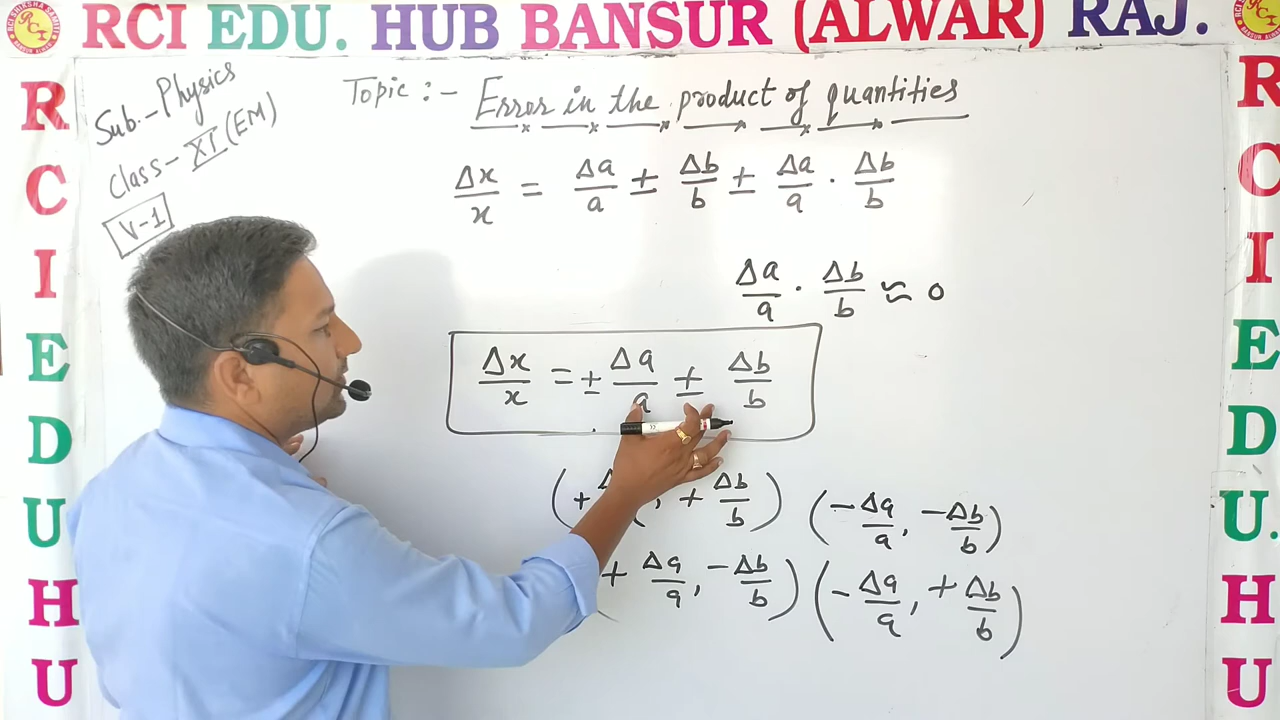 RCI EDU. HUB BANSUR (ALWAR) RAJ.
Sub.- Physics
Class- XI (EM)
V-1
Topic :- Error in the product of quantities
Δx/x = Δa/a ± Δb/b ± Δa/a . Δb/b
Δa/a . Δb/b ≈ 0
Δx/x = ± Δa/a ± Δb/b
(+ Δ , + Δb/b) (- Δa/a, - Δb/b)
+ Δa/a, - Δb/b) (- Δa/a, + Δb/b)
R C I E D U H U
R C I E D U. H U